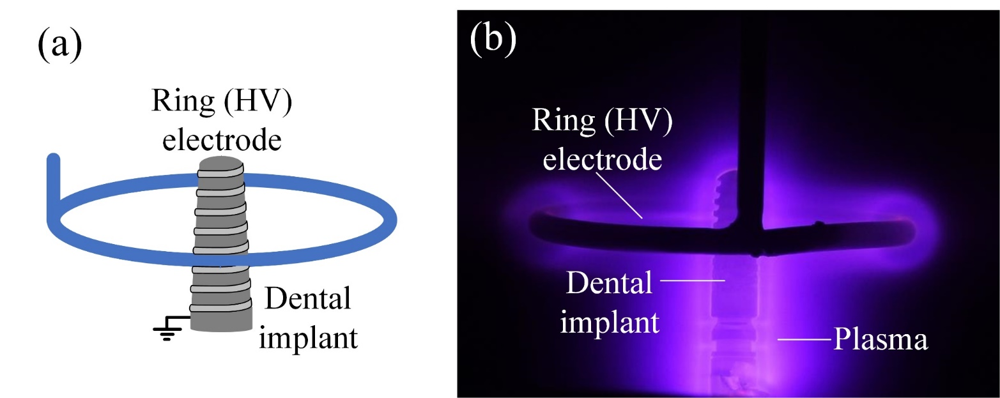 (a)
Ring (HV)
electrode
Dental
implant
(b)
Ring (HV)
electrode
Dental
implant
Plasma